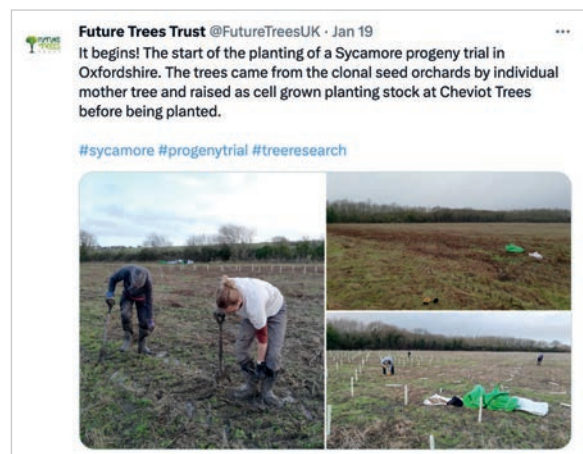 Future Trees Trust @FutureTreesUK · Jan 19
It begins! The start of the planting of a Sycamore progeny trial in
Oxfordshire. The trees came from the clonal seed orchards by individual
mother tree and raised as cell grown planting stock at Cheviot Trees
before being planted.
#sycamore #progenytrial #treeresearch